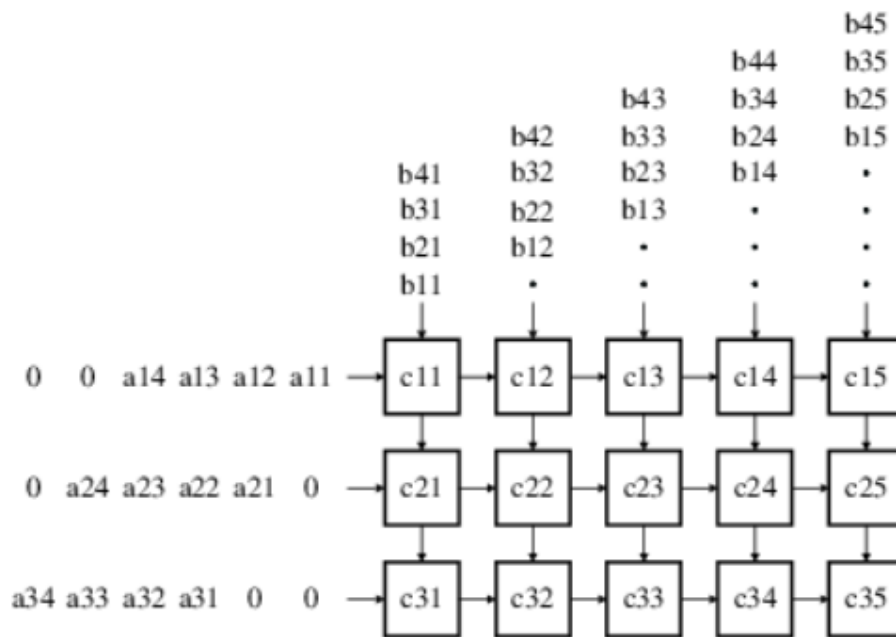 b45
b44 b35
b43 b34 b25
b42 b33 b24 b15
b41 b32 b23 b14 •
b31 b22 b13 • •
b21 b12 • • •
b11 • • • •
0 0 a14 a13 a12 a11 c11 c12 c13 c14 c15
0 a24 a23 a22 a21 0 c21 c22 c23 c24 c25
a34 a33 a32 a31 0 0 c31 c32 c33 c34 c35